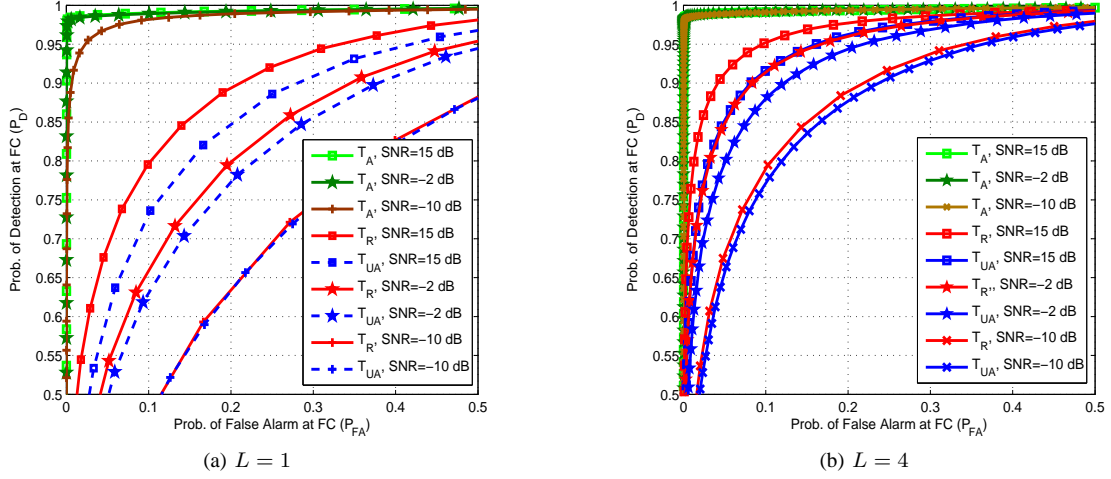 1
0.95
0.9
0.85
0.8
0.75
0.7
0.65
0.6
0.55
0.5
Prob. of Detection at FC (P_D)
0
0.1
0.2
0.3
0.4
0.5
Prob. of False Alarm at FC (P_FA)
T_A, SNR=15 dB
T_A, SNR=−2 dB
T_A, SNR=−10 dB
T_R, SNR=15 dB
T_UA, SNR=15 dB
T_R, SNR=−2 dB
T_UA, SNR=−2 dB
T_R, SNR=−10 dB
T_UA, SNR=−10 dB
(a) L = 1
1
0.95
0.9
0.85
0.8
0.75
0.7
0.65
0.6
0.55
0.5
Prob. of Detection at FC (P_D)
0
0.1
0.2
0.3
0.4
0.5
Prob. of False Alarm at FC (P_FA)
T_A, SNR=15 dB
T_A, SNR=−2 dB
T_A, SNR=−10 dB
T_R, SNR=15 dB
T_UA, SNR=15 dB
T_R,, SNR=−2 dB
T_UA, SNR=−2 dB
T_R, SNR=−10 dB
T_UA, SNR=−10 dB
(b) L = 4